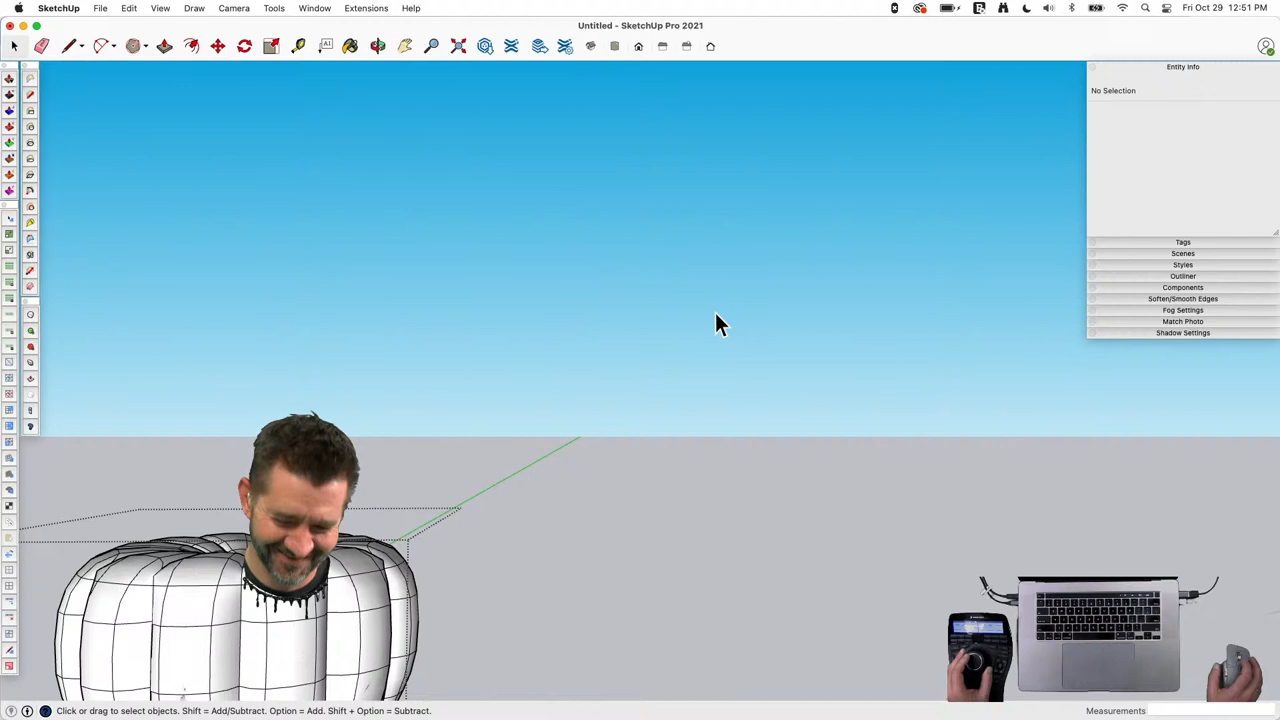 SketchUp File Edit View Draw Camera Tools Window Extensions Help Fri Oct 29 12:51 PM
Untitled - SketchUp Pro 2021
Entity Info
No Selection
Tags
Scenes
Styles
Outliner
Components
Soften/Smooth Edges
Fog Settings
Match Photo
Shadow Settings
Click or drag to select objects. Shift = Add/Subtract. Option = Add. Shift + Option = Subtract. Measurements